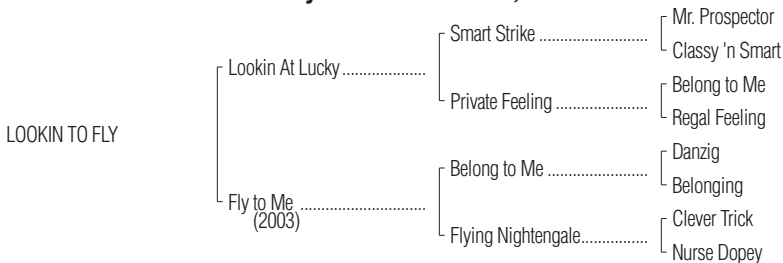 Mr. Prospector
Smart Strike ....................
Classy 'n Smart
Lookin At Lucky....................
Belong to Me
Private Feeling .................
Regal Feeling
LOOKIN TO FLY
Danzig
Belong to Me ...................
Belonging
Fly to Me ............................
(2003)
Clever Trick
Flying Nightengale...............
Nurse Dopey